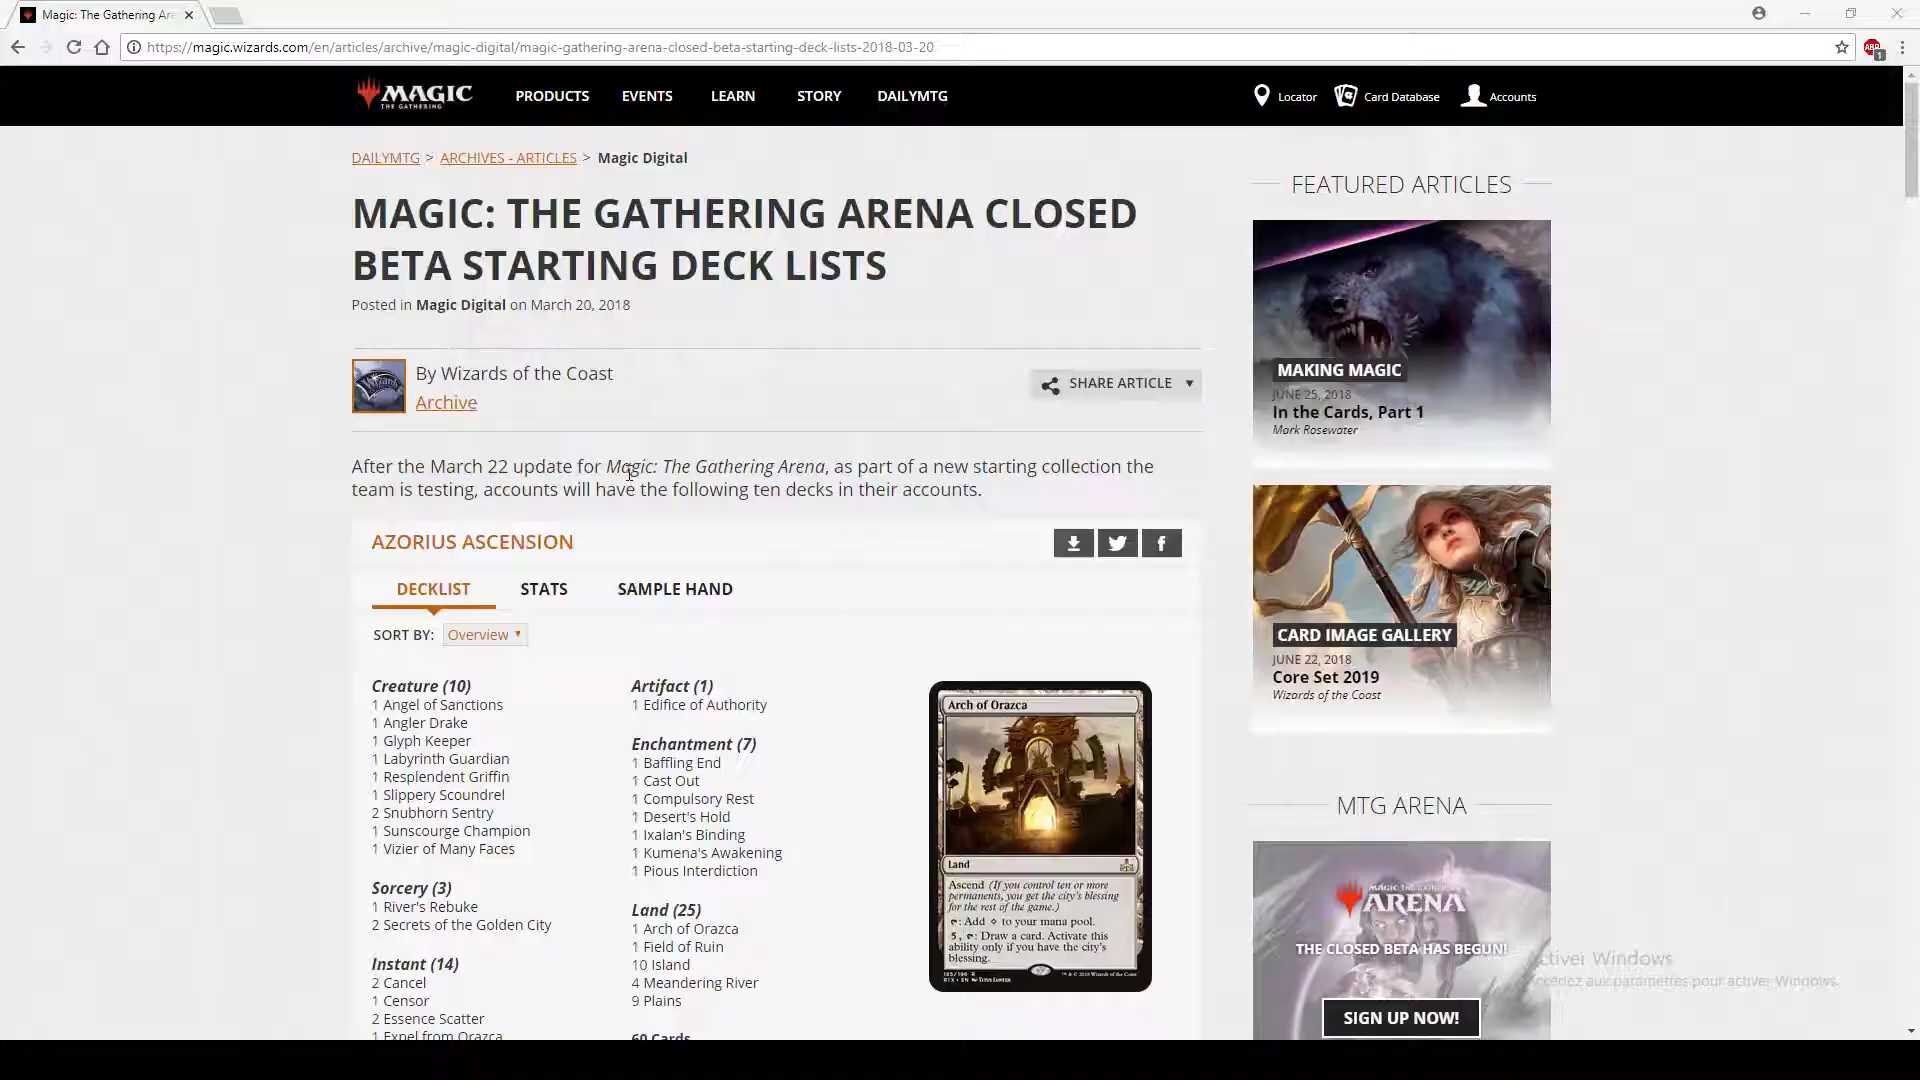 Magic: The Gathering Are
https://magic.wizards.com/en/articles/archive/magic-digital/magic-gathering-arena-closed-beta-starting-deck-lists-2018-03-20
ABP
1
MAGIC
THE GATHERING
PRODUCTS
EVENTS
LEARN
STORY
DAILYMTG
Locator
Card Database
Accounts
DAILYMTG > ARCHIVES - ARTICLES > Magic Digital
MAGIC: THE GATHERING ARENA CLOSED
BETA STARTING DECK LISTS
Posted in Magic Digital on March 20, 2018
By Wizards of the Coast
Archive
SHARE ARTICLE
After the March 22 update for Magic: The Gathering Arena, as part of a new starting collection the
team is testing, accounts will have the following ten decks in their accounts.
AZORIUS ASCENSION
DECKLIST
STATS
SAMPLE HAND
SORT BY: Overview
Creature (10)
1 Angel of Sanctions
1 Angler Drake
1 Glyph Keeper
1 Labyrinth Guardian
1 Resplendent Griffin
1 Slippery Scoundrel
2 Snubhorn Sentry
1 Sunscourge Champion
1 Vizier of Many Faces
Sorcery (3)
1 River's Rebuke
2 Secrets of the Golden City
Instant (14)
2 Cancel
1 Censor
2 Essence Scatter
1 Expel from Orazca
Artifact (1)
1 Edifice of Authority
Enchantment (7)
1 Baffling End
1 Cast Out
1 Compulsory Rest
1 Desert's Hold
1 Ixalan's Binding
1 Kumena's Awakening
1 Pious Interdiction
Land (25)
1 Arch of Orazca
1 Field of Ruin
10 Island
4 Meandering River
9 Plains
60 Cards
Arch of Orazca
Land
Ascend (If you control ten or more
permanents, you get the city's blessing
for the rest of the game.)
: Add to your mana pool.
5, : Draw a card. Activate this
ability only if you have the city's
blessing.
FEATURED ARTICLES
MAKING MAGIC
JUNE 25, 2018
In the Cards, Part 1
Mark Rosewater
CARD IMAGE GALLERY
JUNE 22, 2018
Core Set 2019
Wizards of the Coast
MTG ARENA
MAGIC THE GATHERING
ARENA
THE CLOSED BETA HAS BEGUN!
SIGN UP NOW!
ctiver Windows
ccédez aux paramètres pour activer Windows.